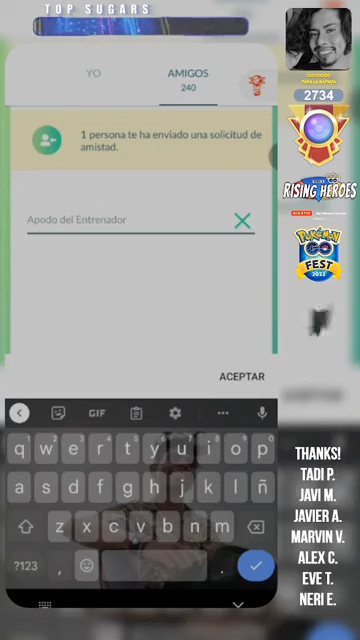 TOP SUGARS
YO
AMIGOS
240
1 persona te ha enviado una solicitud de
amistad.
Apodo del Entrenador
ACEPTAR
GIF
q w e r t y u i o p
a s d f g h j k l ñ
z x c v b n m
?123 , .
2734
RISING HEROES
Pokémon
GO
FEST
2023
THANKS!
TADI P.
JAVI M.
JAVIER A.
MARVIN V.
ALEX C.
EVE T.
NERI E.